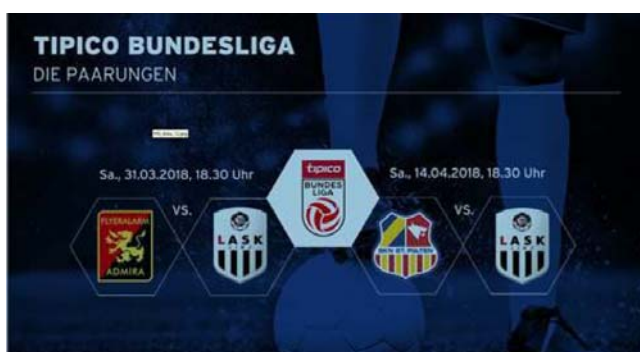 TIPICO BUNDESLIGA
DIE PAARUNGEN
Sa., 31.03.2018, 18.30 Uhr
Sa., 14.04.2018, 18.30 Uhr
tipico
BUNDES
LIGA
VS.
VS.
FLYERALARM
ADMIRA
LASK
SKN ST. PÖLTEN
LASK